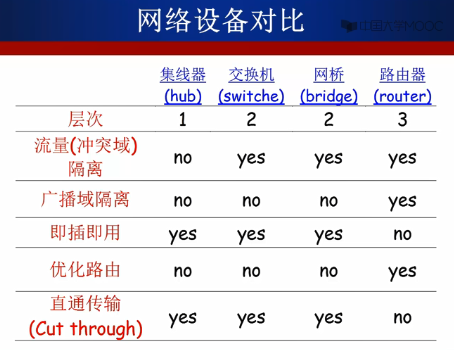 网络设备对比
中国大学MOOC
集线器 交换机 网桥 路由器
(hub) (switche) (bridge) (router)
层次 1 2 2 3
流量(冲突域)
隔离 no yes yes yes
广播域隔离 no no no yes
即插即用 yes yes yes no
优化路由 no no no yes
直通传输
(Cut through) yes yes yes no